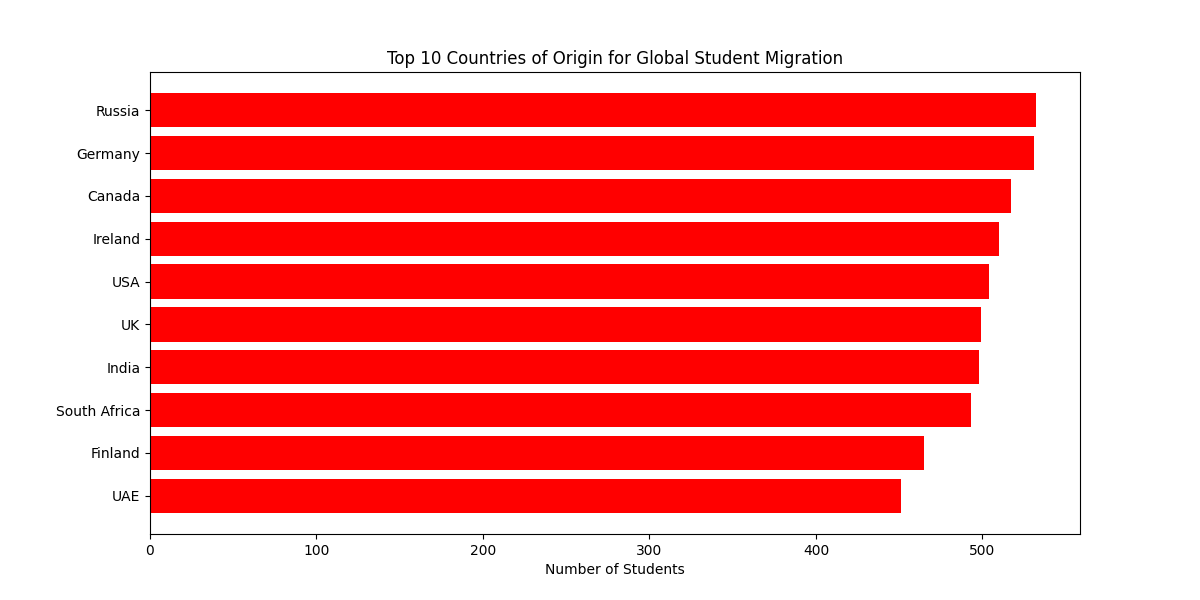 Top 10 Countries of Origin for Global Student Migration
Russia
Germany
Canada
Ireland
USA
UK
India
South Africa
Finland
UAE
0 100 200 300 400 500
Number of Students